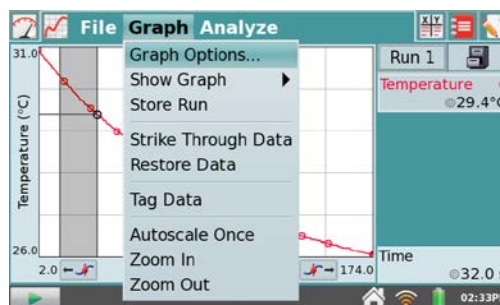 File Graph Analyze
X Y
31.0
Temperature (°C)
26.0
2.0
174.0
Graph Options...
Show Graph
Store Run
Strike Through Data
Restore Data
Tag Data
Autoscale Once
Zoom In
Zoom Out
Run 1
Temperature
29.4°
Time
32.0
02:33P